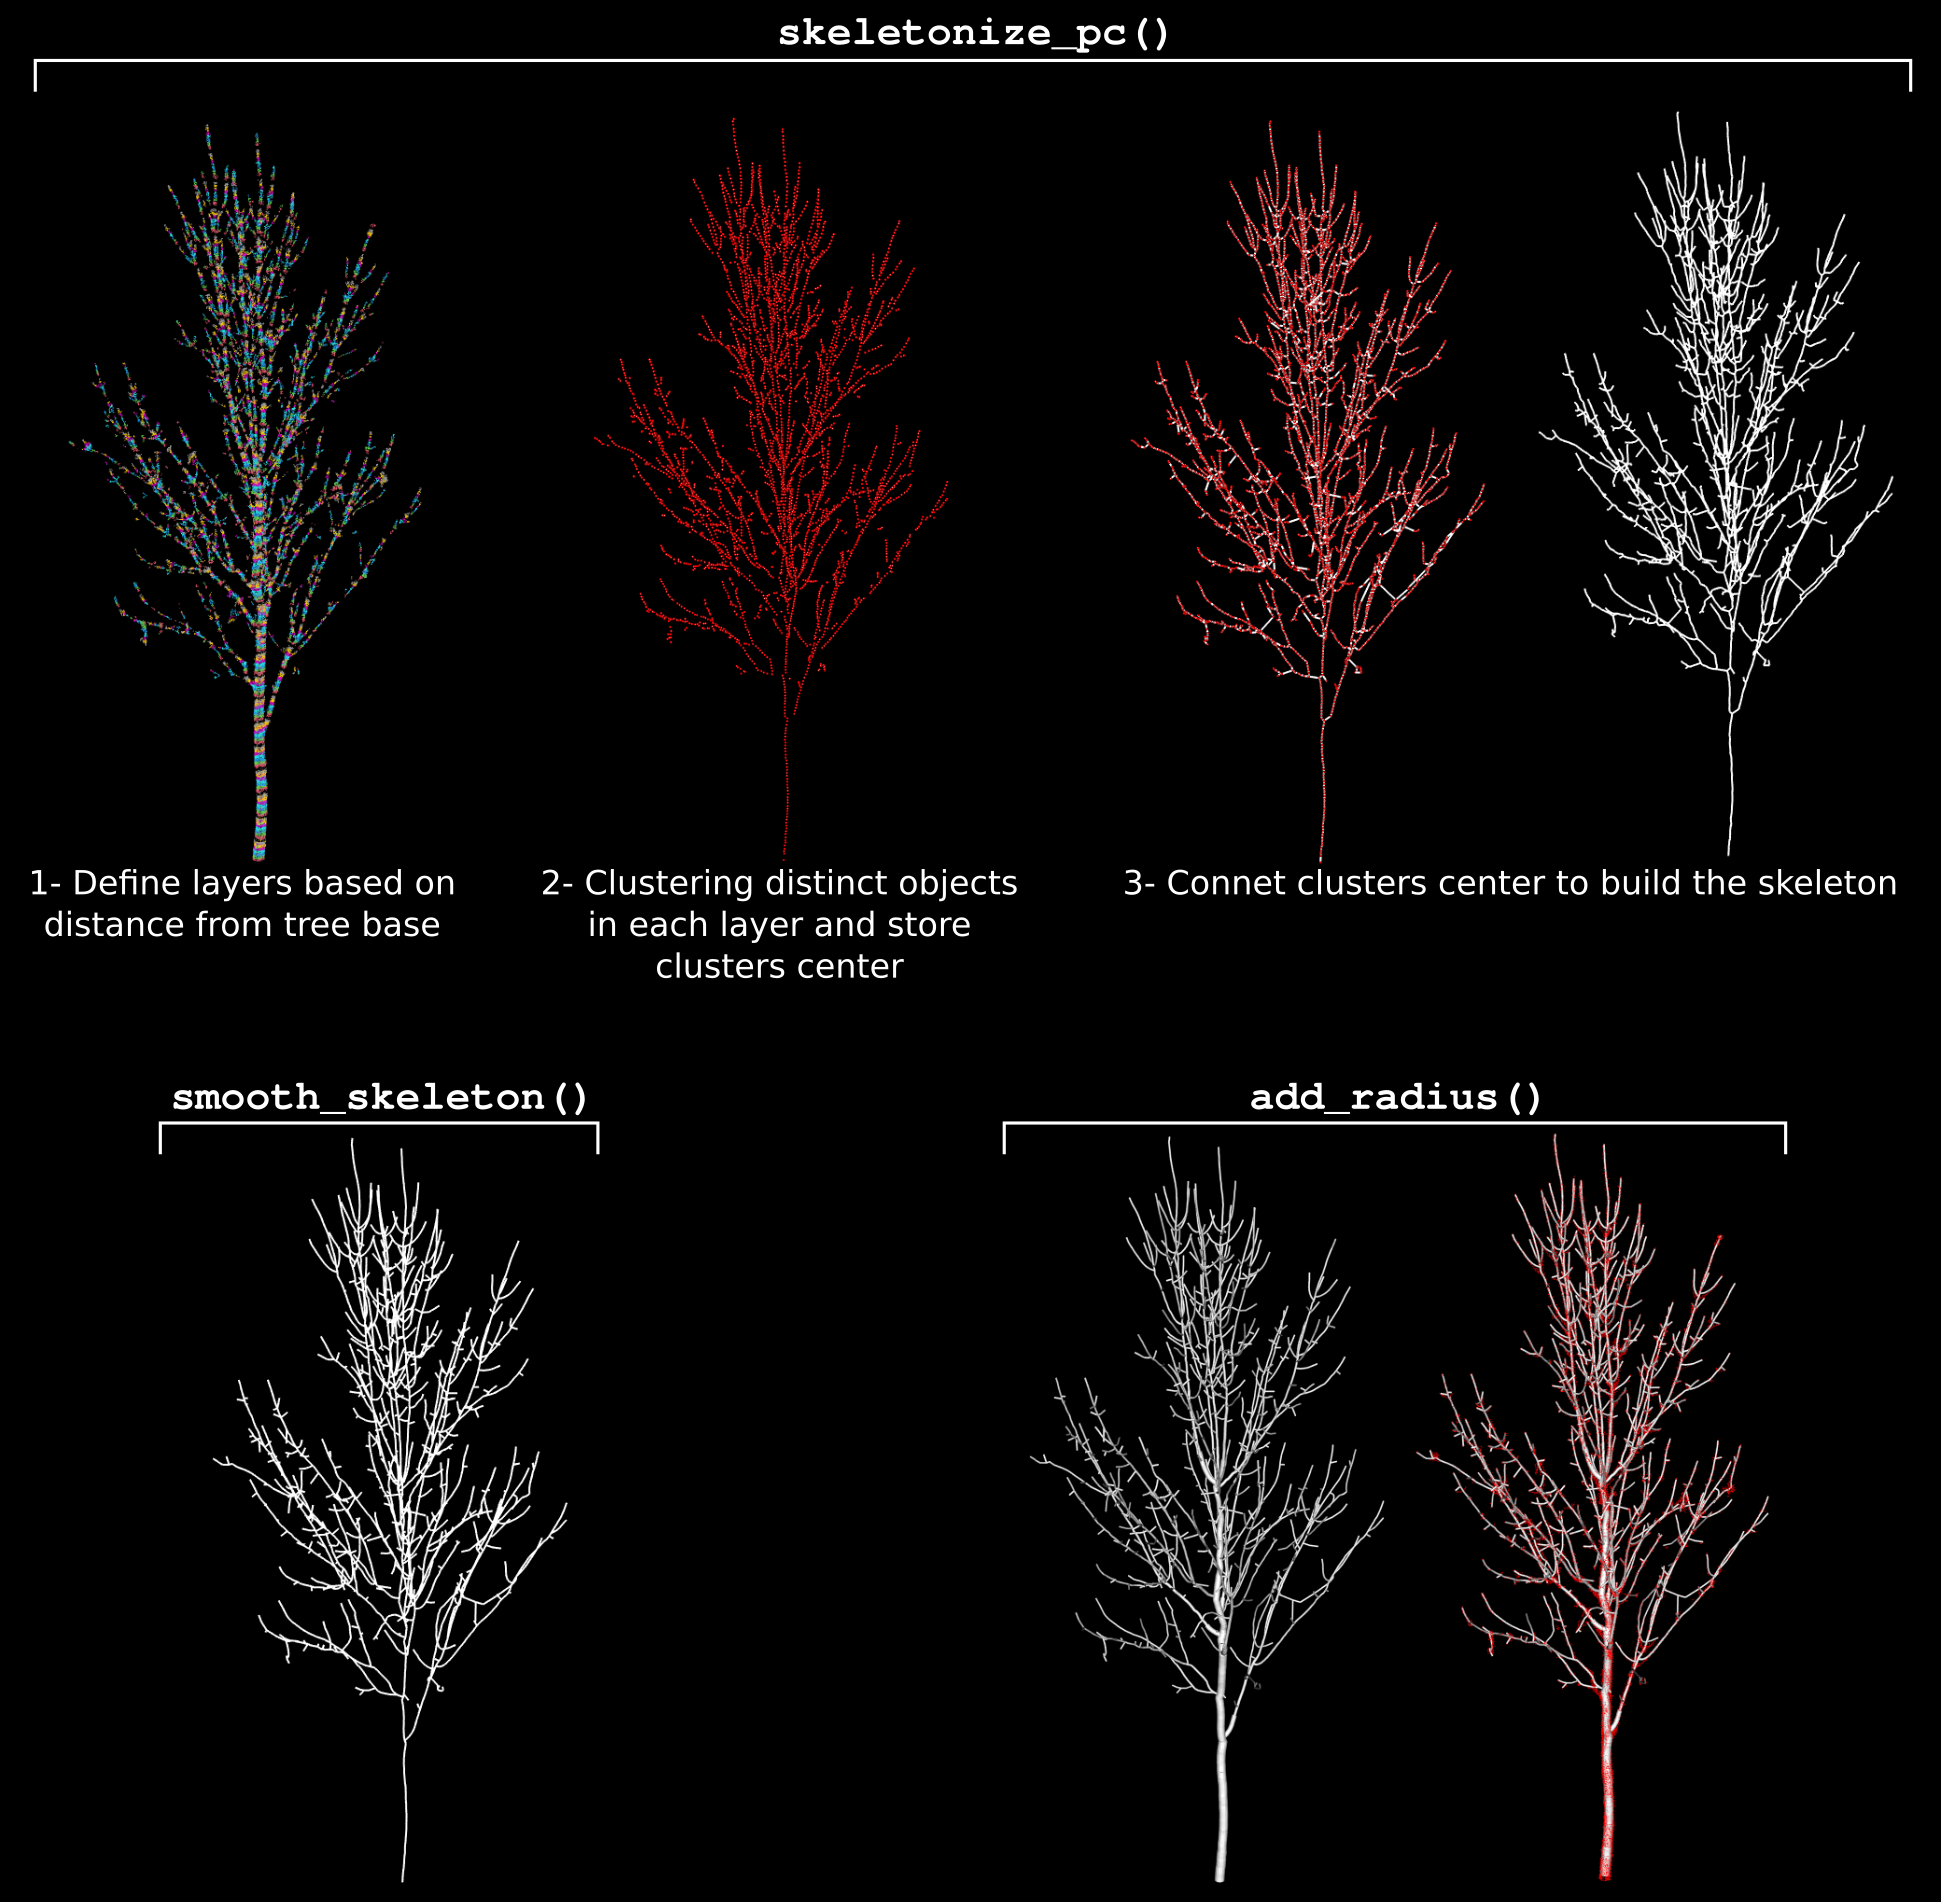 skeletonize_pc()
1- Define layers based on
distance from tree base
2- Clustering distinct objects
in each layer and store
clusters center
3- Connet clusters center to build the skeleton
smooth_skeleton()
add_radius()